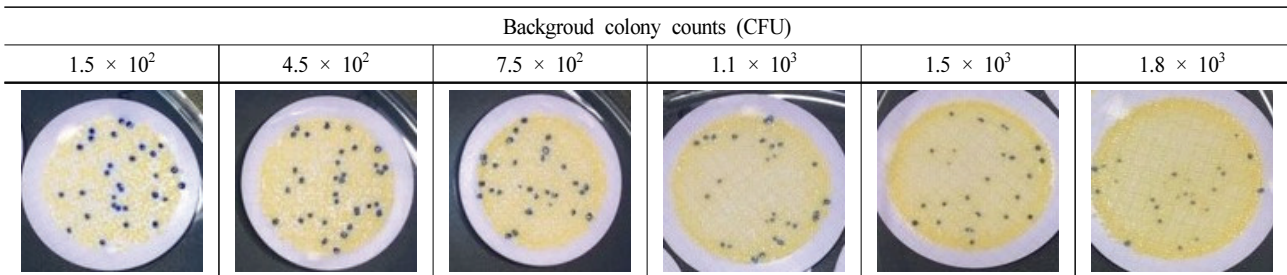 Backgroud colony counts (CFU)
1.5 × 10² 4.5 × 10² 7.5 × 10² 1.1 × 10³ 1.5 × 10³ 1.8 × 10³